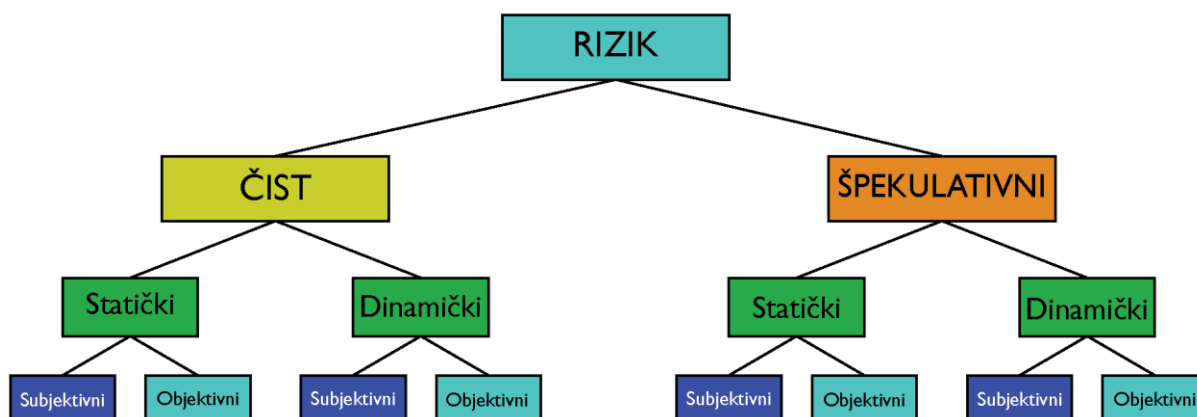 RIZIK
ČIST
ŠPEKULATIVNI
Statički
Dinamički
Statički
Dinamički
Subjektivni
Objektivni
Subjektivni
Objektivni
Subjektivni
Objektivni
Subjektivni
Objektivni